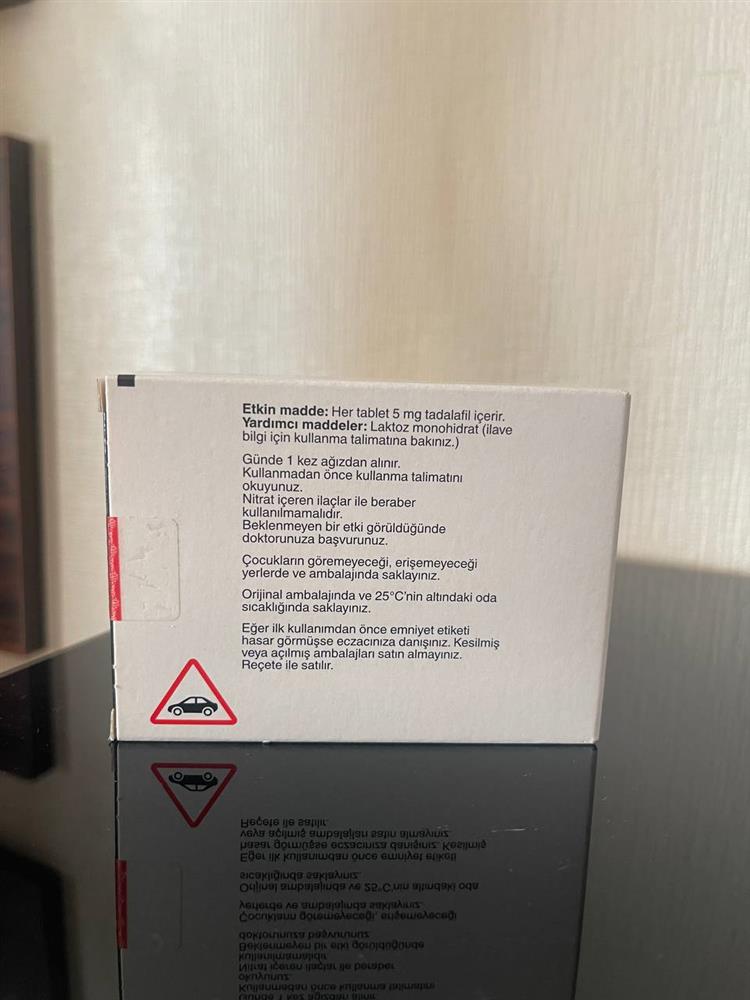 Etkin madde: Her tablet 5 mg tadalafil içerir.
Yardımcı maddeler: Laktoz monohidrat (ilave
bilgi için kullanma talimatına bakınız.)
Günde 1 kez ağızdan alınır.
Kullanmadan önce kullanma talimatını
okuyunuz.
Nitrat içeren ilaçlar ile beraber
kullanılmamalıdır.
Beklenmeyen bir etki görüldüğünde
doktorunuza başvurunuz.
Çocukların göremeyeceği, erişemeyeceği
yerlerde ve ambalajında saklayınız.
Orijinal ambalajında ve 25°C'nin altındaki oda
sıcaklığında saklayınız.
Eğer ilk kullanımdan önce emniyet etiketi
hasar görmüşse eczacınıza danışınız. Kesilmiş
veya açılmış ambalajları satın almayınız.
Reçete ile satılır.